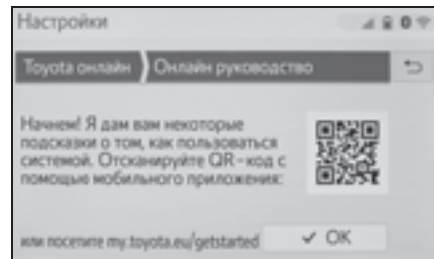 Настройки
Toyota онлайн Онлайн руководство
Начнем! Я дам вам некоторые
подсказки о том, как пользоваться
системой. Отсканируйте QR-код с
помощью мобильного приложения:
или посетите my.toyota.eu/getstarted
OK